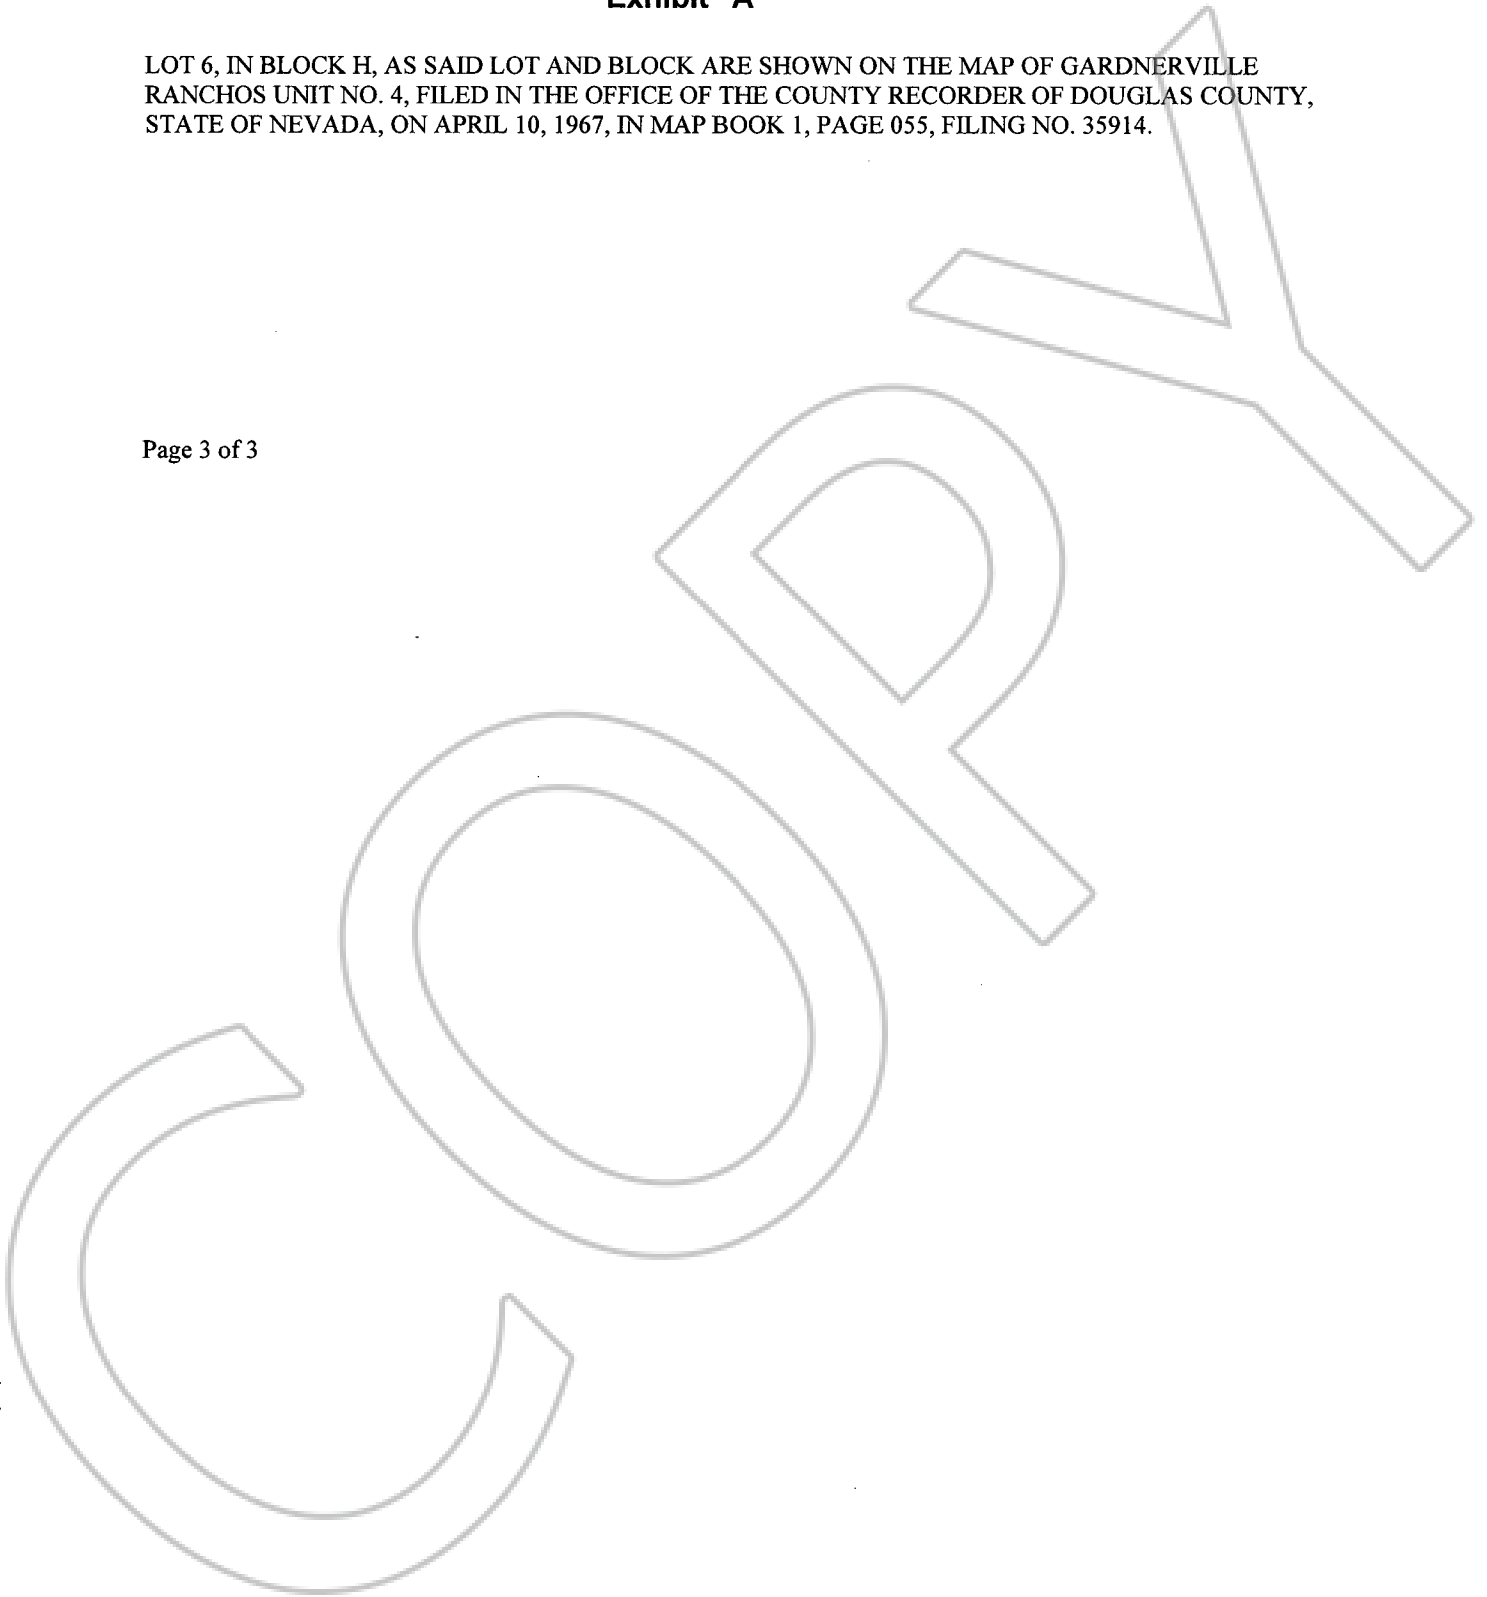 Exhibit "A"
LOT 6, IN BLOCK H, AS SAID LOT AND BLOCK ARE SHOWN ON THE MAP OF GARDNERVILLE
RANCHOS UNIT NO. 4, FILED IN THE OFFICE OF THE COUNTY RECORDER OF DOUGLAS COUNTY,
STATE OF NEVADA, ON APRIL 10, 1967, IN MAP BOOK 1, PAGE 055, FILING NO. 35914.
Page 3 of 3
COPY